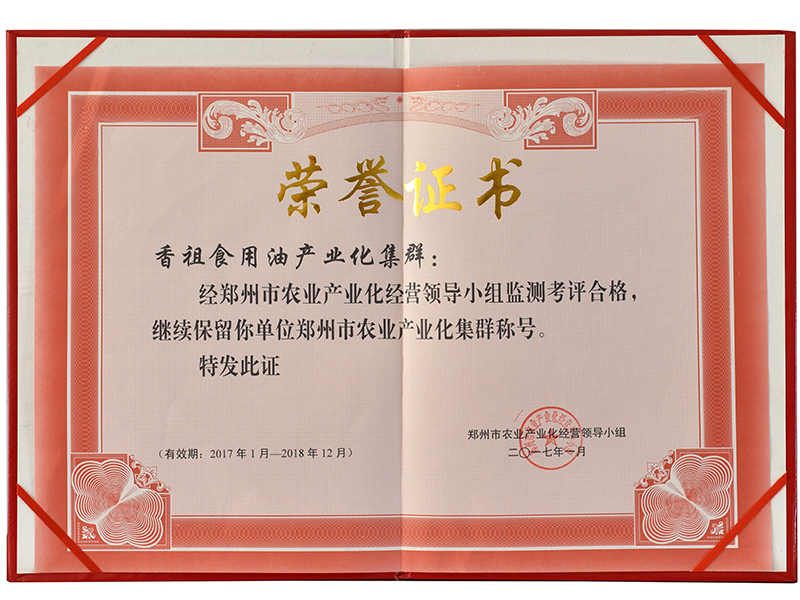 荣誉证书
香祖食用油产业化集群：
经郑州市农业产业化经营领导小组监测考评合格，
继续保留你单位郑州市农业产业化集群称号。
特发此证
郑州市农业产业化经营领导小组
（有效期：2017年1月—2018年12月）
二〇一七年一月